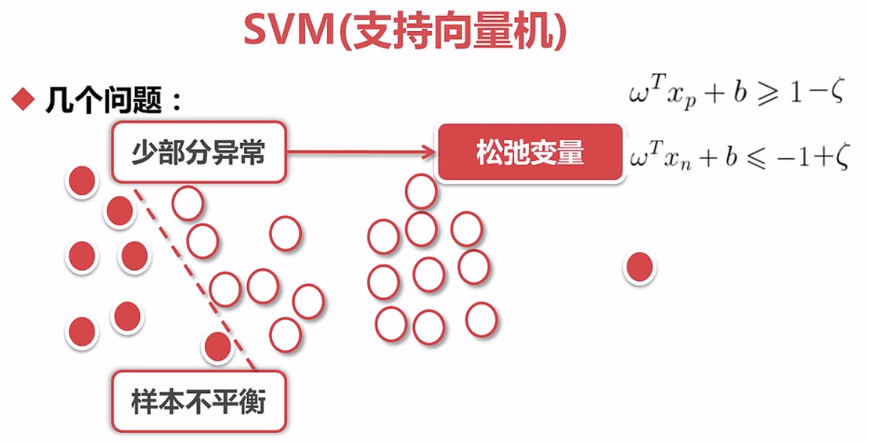 SVM(支持向量机)
◆ 几个问题：
少部分异常
松弛变量
ω^T x_p + b ⩾ 1−ζ
ω^T x_n + b ⩽ −1+ζ
样本不平衡